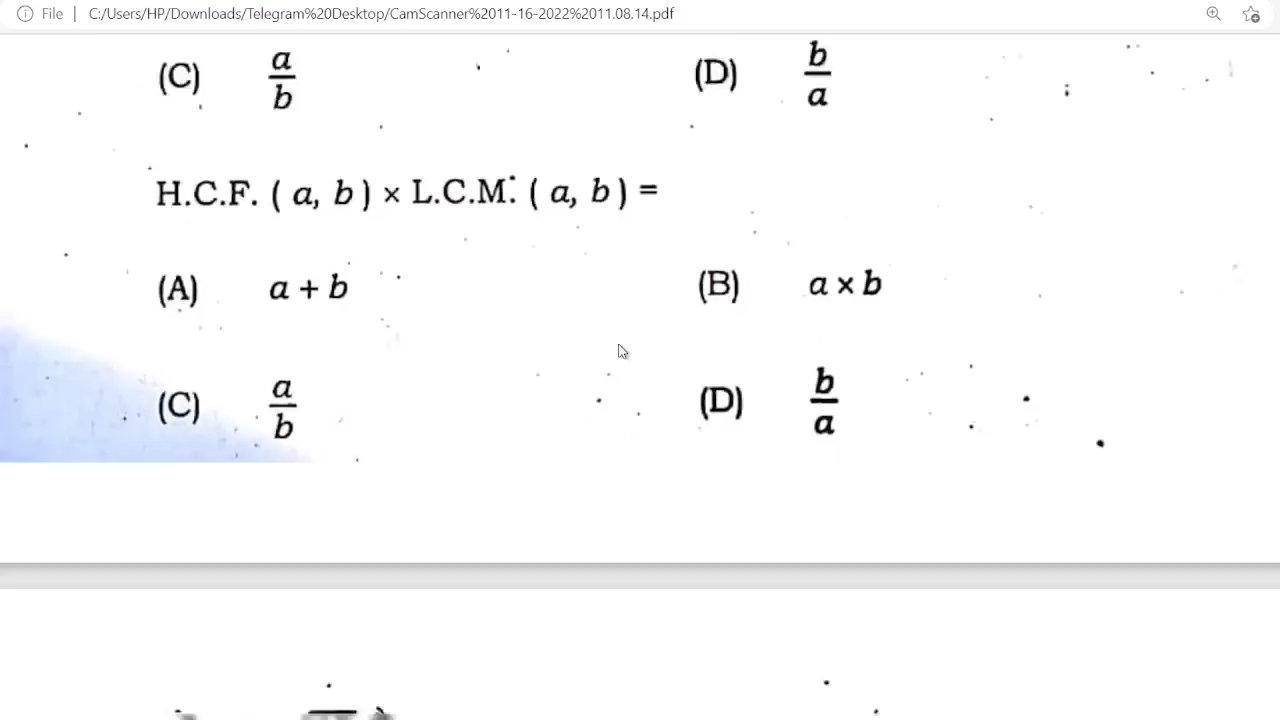 File | C:/Users/HP/Downloads/Telegram%20Desktop/CamScanner%2011-16-2022%2011.08.14.pdf
(C) a/b (D) b/a
H.C.F. ( a, b ) × L.C.M. ( a, b ) =
(A) a + b (B) a × b
(C) a/b (D) b/a